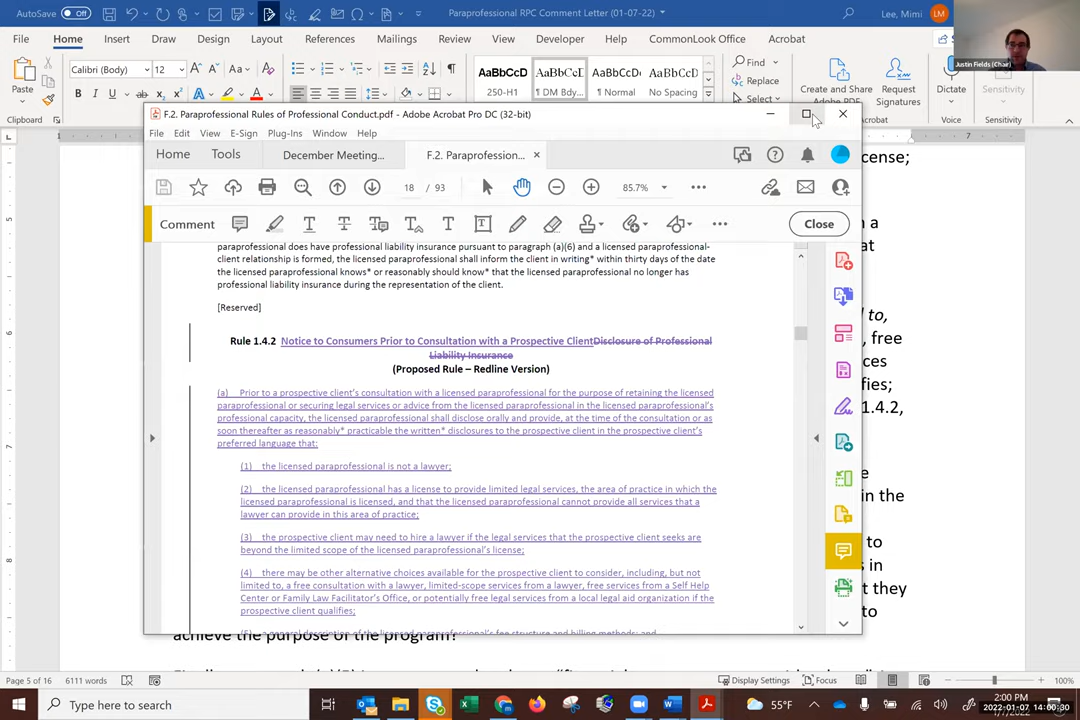 AutoSave Off
Paraprofessional RPC Comment Letter (01-07-22)
Lee, Mimi LM
File Home Insert Draw Design Layout References Mailings Review View Developer Help CommonLook Office Acrobat
Justin Fields (Chair)
Paste
Clipboard
Calibri (Body) 12
AaBbCcD AaBbCcD AaBbCcD AaBbCcD
250-H1 ¶ DM Bdy... ¶ Normal ¶ No Spacing
Find
Replace
Select
Create and Share Adobe PDF
Request Signatures
Acrobat
Dictate
Voice
Sensitivity
Sensitivity
F.2. Paraprofessional Rules of Professional Conduct.pdf - Adobe Acrobat Pro DC (32-bit)
File Edit View E-Sign Plug-Ins Window Help
Home Tools December Meeting... F.2. Paraprofession...
18 / 93 85.7%
Comment
Close
paraprofessional does have professional liability insurance pursuant to paragraph (a)(6) and a licensed paraprofessional-
client relationship is formed, the licensed paraprofessional shall inform the client in writing* within thirty days of the date
the licensed paraprofessional knows* or reasonably should know* that the licensed paraprofessional no longer has
professional liability insurance during the representation of the client.
[Reserved]
Rule 1.4.2 Notice to Consumers Prior to Consultation with a Prospective ClientDisclosure of Professional
Liability Insurance
(Proposed Rule – Redline Version)
(a) Prior to a prospective client's consultation with a licensed paraprofessional for the purpose of retaining the licensed
paraprofessional or securing legal services or advice from the licensed paraprofessional in the licensed paraprofessional's
professional capacity, the licensed paraprofessional shall disclose orally and provide, at the time of the consultation or as
soon thereafter as reasonably* practicable the written* disclosures to the prospective client in the prospective client's
preferred language that:
(1) the licensed paraprofessional is not a lawyer;
(2) the licensed paraprofessional has a license to provide limited legal services, the area of practice in which the
licensed paraprofessional is licensed, and that the licensed paraprofessional cannot provide all services that a
lawyer can provide in this area of practice;
(3) the prospective client may need to hire a lawyer if the legal services that the prospective client seeks are
beyond the limited scope of the licensed paraprofessional's license;
(4) there may be other alternative choices available for the prospective client to consider, including, but not
limited to, a free consultation with a lawyer, limited-scope services from a lawyer, free services from a Self Help
Center or Family Law Facilitator's Office, or potentially free legal services from a local legal aid organization if the
prospective client qualifies;
(5) a general description of the licensed paraprofessional's fee structure and billing methods; and
cense;
n a
at
d to,
, free
ces
fies;
1.4.2,
e
in the
to
s in
t they
to
achieve the purpose of the program?
Page 5 of 16 6111 words Display Settings Focus 100%
Type here to search
55°F
2:00 PM
2022-01-07 14:00:30